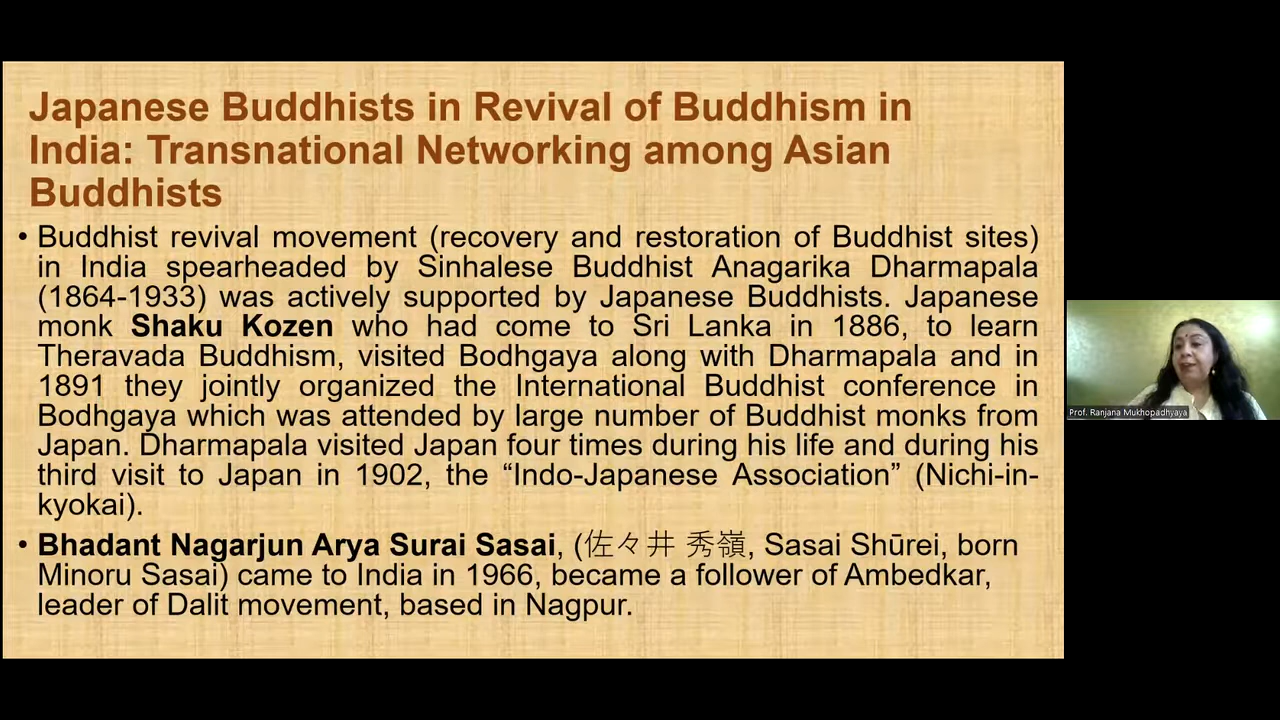 Japanese Buddhists in Revival of Buddhism in
India: Transnational Networking among Asian
Buddhists
• Buddhist revival movement (recovery and restoration of Buddhist sites)
in India spearheaded by Sinhalese Buddhist Anagarika Dharmapala
(1864-1933) was actively supported by Japanese Buddhists. Japanese
monk Shaku Kozen who had come to Sri Lanka in 1886, to learn
Theravada Buddhism, visited Bodhgaya along with Dharmapala and in
1891 they jointly organized the International Buddhist conference in
Bodhgaya which was attended by large number of Buddhist monks from
Japan. Dharmapala visited Japan four times during his life and during his
third visit to Japan in 1902, the “Indo-Japanese Association” (Nichi-in-
kyokai).
• Bhadant Nagarjun Arya Surai Sasai, (佐々井 秀嶺, Sasai Shūrei, born
Minoru Sasai) came to India in 1966, became a follower of Ambedkar,
leader of Dalit movement, based in Nagpur.
Prof. Ranjana Mukhopadhyaya